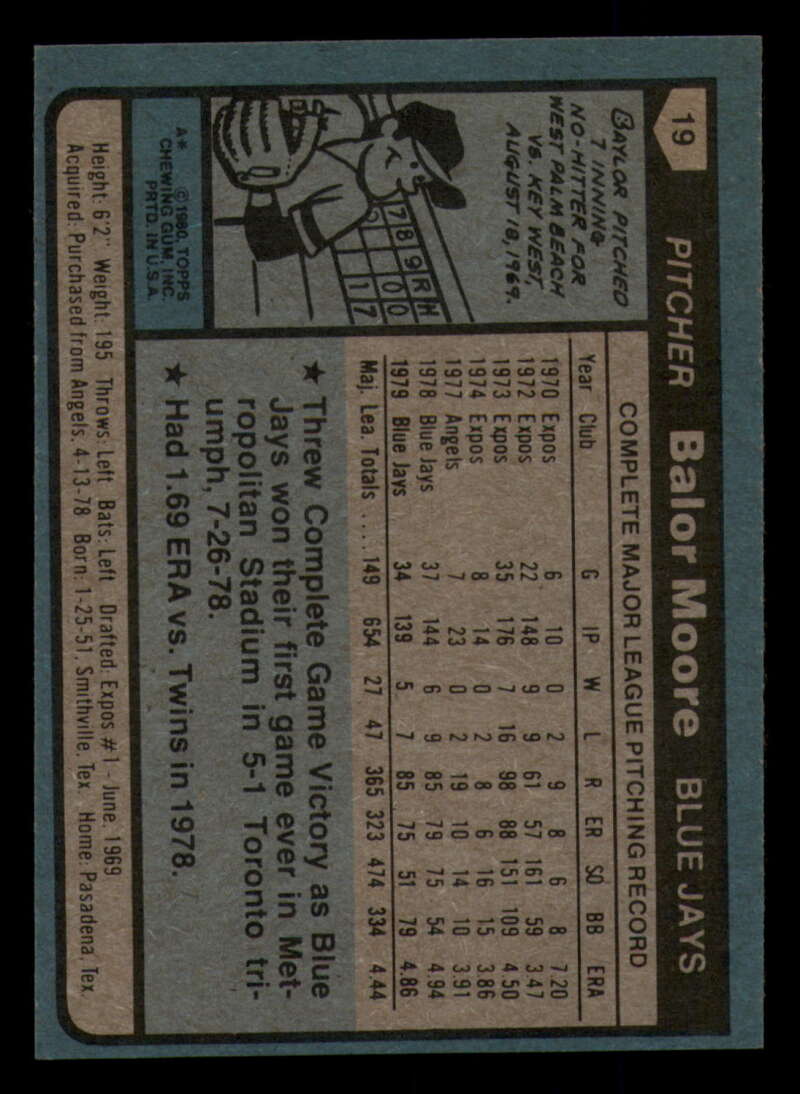 19 PITCHER Balor Moore BLUE JAYS
BAYLOR PITCHED
7 INNING
NO-HITTER FOR
WEST PALM BEACH
VS. KEY WEST,
AUGUST 18, 1969.
7 8 9 R H
0 0
1 7
A* © 1980, TOPPS
CHEWING GUM, INC.
PRTD. IN U.S.A.
COMPLETE MAJOR LEAGUE PITCHING RECORD
Year Club G IP W L R ER SO BB ERA
1970 Expos 6 10 0 2 9 8 6 8 7.20
1972 Expos 22 148 9 9 61 57 161 59 3.47
1973 Expos 35 176 7 16 98 88 151 109 4.50
1974 Expos 8 14 0 2 8 6 16 15 3.86
1977 Angels 7 23 0 2 19 10 14 10 3.91
1978 Blue Jays 37 144 6 9 85 79 75 54 4.94
1979 Blue Jays 34 139 5 7 85 75 51 79 4.86
Maj. Lea. Totals .... 149 654 27 47 365 323 474 334 4.44
★ Threw Complete Game Victory as Blue
Jays won their first game ever in Met-
ropolitan Stadium in 5-1 Toronto tri-
umph, 7-26-78.
★ Had 1.69 ERA vs. Twins in 1978.
Height: 6'2" Weight: 195 Throws: Left Bats: Left Drafted: Expos #1 - June, 1969
Acquired: Purchased from Angels, 4-13-78 Born: 1-25-51, Smithville, Tex. Home: Pasadena, Tex.